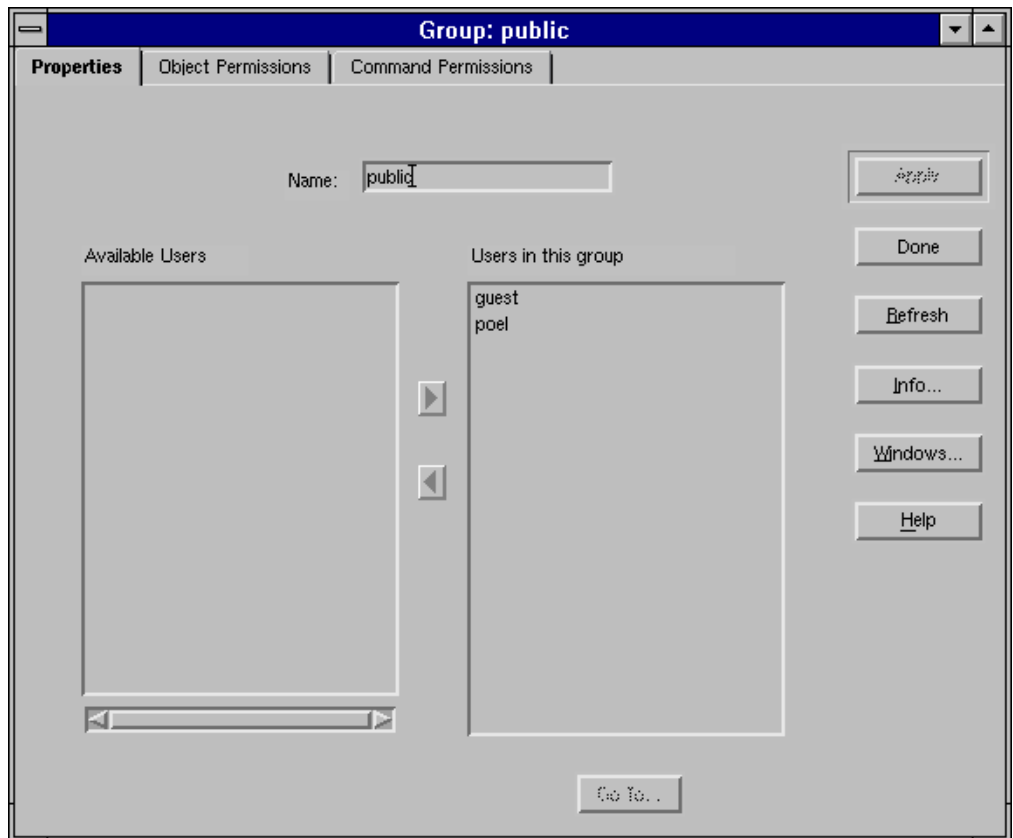 Group: public
Properties Object Permissions Command Permissions
Name: public
Apply
Available Users Users in this group
Done
guest
poel
Refresh
Info...
Windows...
Help
Go To. .